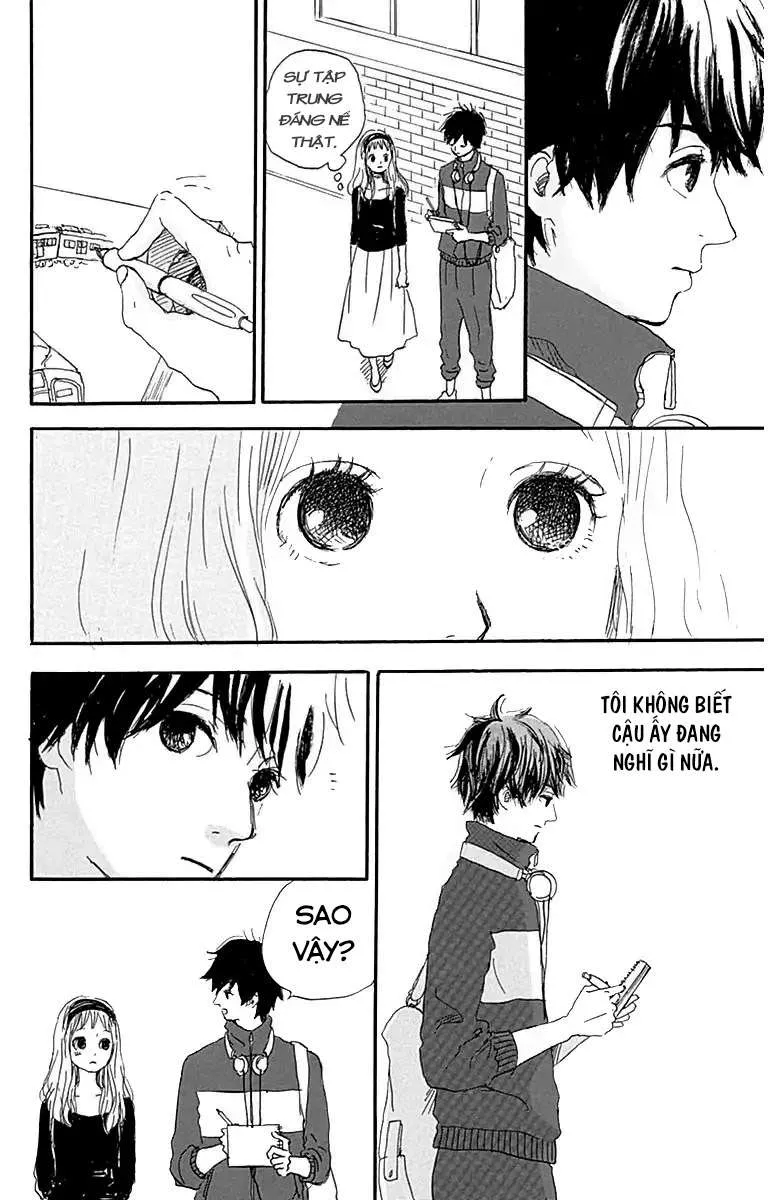 SỰ TẬP
TRUNG
ĐÁNG NỂ
THẬT.
TÔI KHÔNG BIẾT
CẬU ẤY ĐANG
NGHĨ GÌ NỮA.
SAO
VẬY?